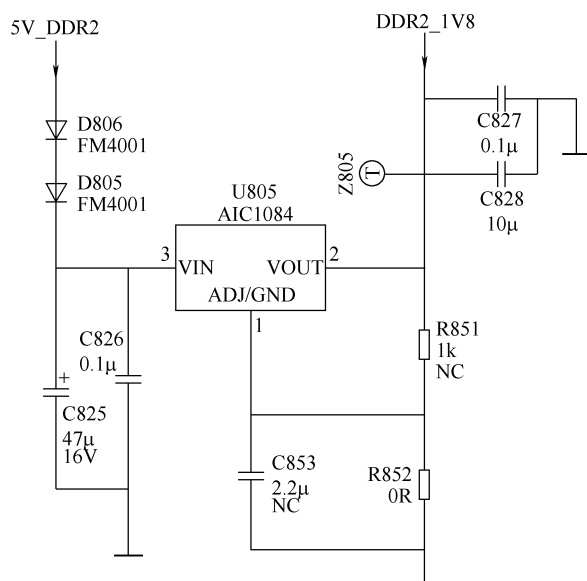 5V_DDR2
DDR2_1V8
D806
FM4001
D805
FM4001
C827
0.1μ
Z805
T
C828
10μ
U805
AIC1084
3
VIN
VOUT
2
ADJ/GND
1
R851
1k
NC
C826
0.1μ
+
C825
47μ
16V
C853
2.2μ
NC
R852
0R